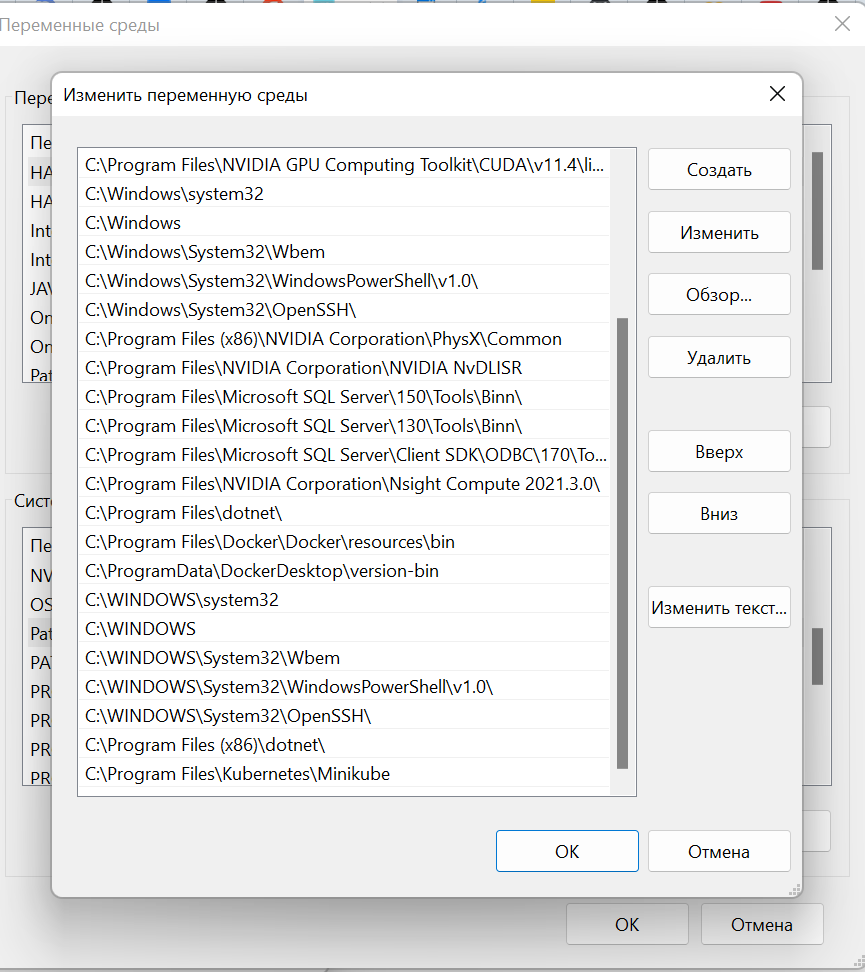 Переменные среды
Изменить переменную среды
Пере
Пе
HA
HA
Int
Int
JAV
On
On
Pat
C:\Program Files\NVIDIA GPU Computing Toolkit\CUDA\v11.4\li...
C:\Windows\system32
C:\Windows
C:\Windows\System32\Wbem
C:\Windows\System32\WindowsPowerShell\v1.0\
C:\Windows\System32\OpenSSH\
C:\Program Files (x86)\NVIDIA Corporation\PhysX\Common
C:\Program Files\NVIDIA Corporation\NVIDIA NvDLISR
C:\Program Files\Microsoft SQL Server\150\Tools\Binn\
C:\Program Files\Microsoft SQL Server\130\Tools\Binn\
C:\Program Files\Microsoft SQL Server\Client SDK\ODBC\170\To...
C:\Program Files\NVIDIA Corporation\Nsight Compute 2021.3.0\
C:\Program Files\dotnet\
C:\Program Files\Docker\Docker\resources\bin
C:\ProgramData\DockerDesktop\version-bin
C:\WINDOWS\system32
C:\WINDOWS
C:\WINDOWS\System32\Wbem
C:\WINDOWS\System32\WindowsPowerShell\v1.0\
C:\WINDOWS\System32\OpenSSH\
C:\Program Files (x86)\dotnet\
C:\Program Files\Kubernetes\Minikube
Создать
Изменить
Обзор...
Удалить
Вверх
Вниз
Изменить текст...
Систе
Пе
NV
OS
Pat
PA
PR
PR
PR
PR
OK
Отмена
OK
Отмена